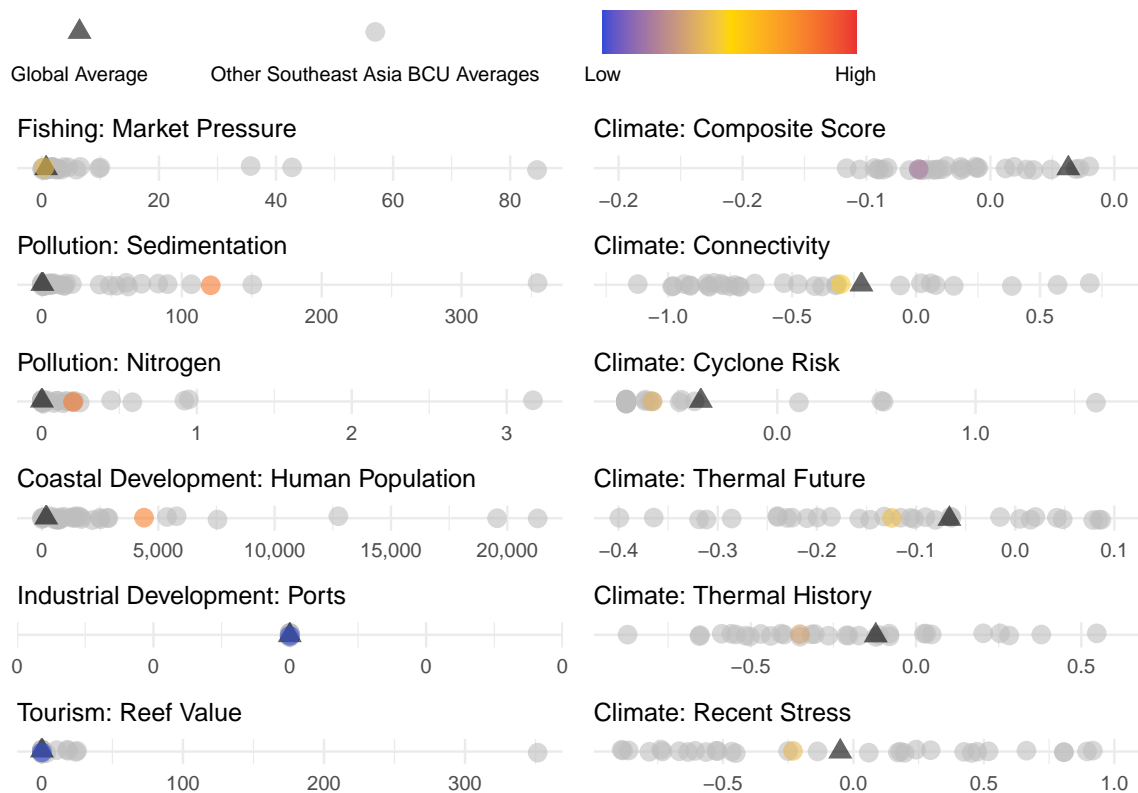 Global Average Other Southeast Asia BCU Averages Low High
Fishing: Market Pressure
0 20 40 60 80
Climate: Composite Score
−0.2 −0.2 −0.1 0.0 0.0
Pollution: Sedimentation
0 100 200 300
Climate: Connectivity
−1.0 −0.5 0.0 0.5
Pollution: Nitrogen
0 1 2 3
Climate: Cyclone Risk
0.0 1.0
Coastal Development: Human Population
0 5,000 10,000 15,000 20,000
Climate: Thermal Future
−0.4 −0.3 −0.2 −0.1 0.0 0.1
Industrial Development: Ports
0 0 0 0 0
Climate: Thermal History
−0.5 0.0 0.5
Tourism: Reef Value
0 100 200 300
Climate: Recent Stress
−0.5 0.0 0.5 1.0